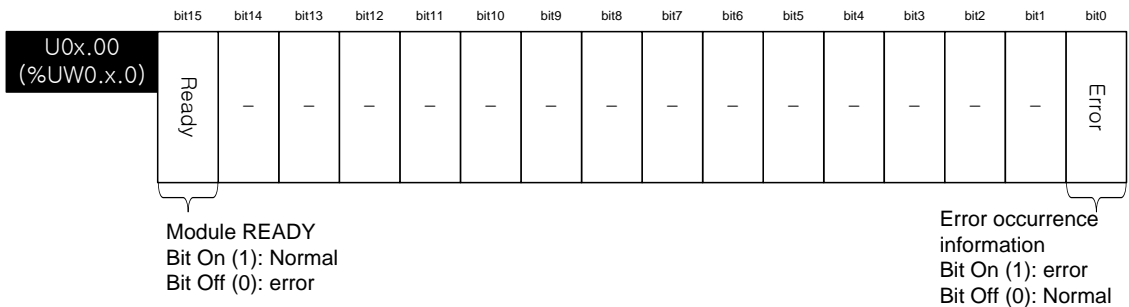 bit15 bit14 bit13 bit12 bit11 bit10 bit9 bit8 bit7 bit6 bit5 bit4 bit3 bit2 bit1 bit0
U0x.00
(%UW0.x.0)
Ready – – – – – – – – – – – – – – Error
Module READY
Bit On (1): Normal
Bit Off (0): error
Error occurrence
information
Bit On (1): error
Bit Off (0): Normal